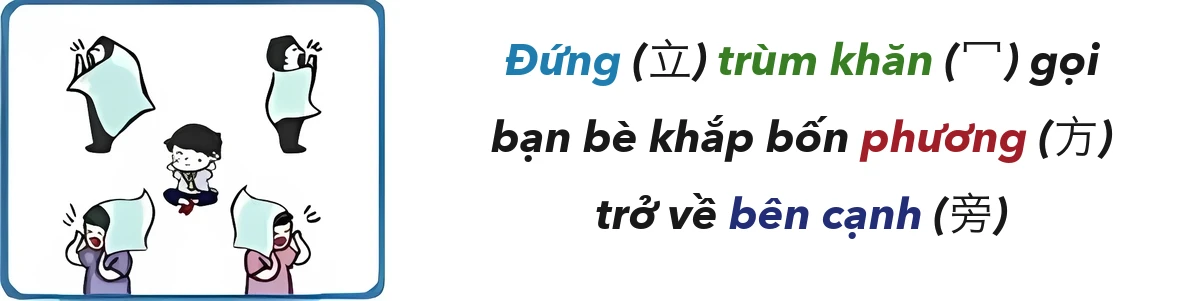 Đứng (立) trùm khăn (冖) gọi
bạn bè khắp bốn phương (方)
trở về bên cạnh (旁)